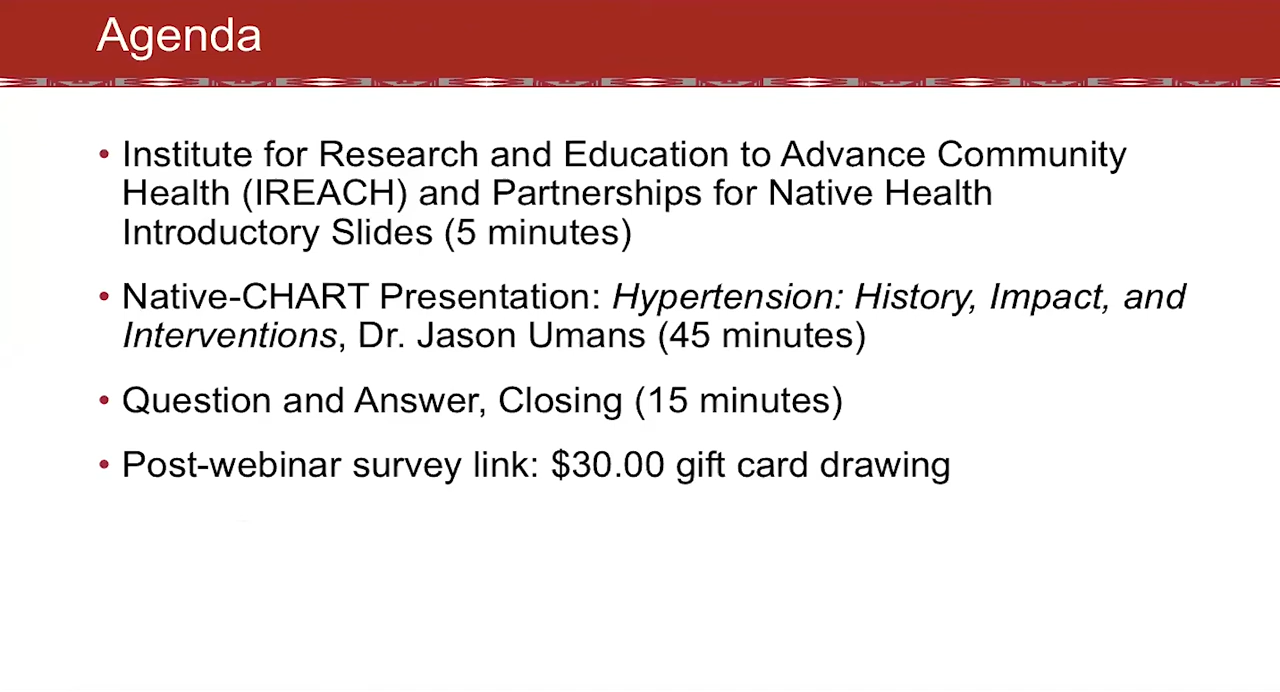 Agenda
• Institute for Research and Education to Advance Community
Health (IREACH) and Partnerships for Native Health
Introductory Slides (5 minutes)
• Native-CHART Presentation: Hypertension: History, Impact, and
Interventions, Dr. Jason Umans (45 minutes)
• Question and Answer, Closing (15 minutes)
• Post-webinar survey link: $30.00 gift card drawing